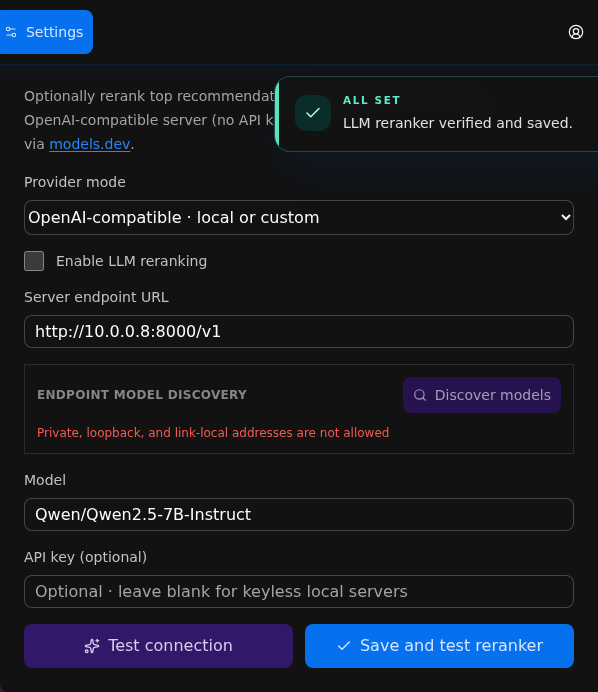 Settings
ALL SET
LLM reranker verified and saved.
Optionally rerank top
OpenAI-compatible server (no API
via models.dev.
Provider mode
OpenAI-compatible · local or custom
Enable LLM reranking
Server endpoint URL
http://10.0.0.8:8000/v1
ENDPOINT MODEL DISCOVERY
Discover models
Private, loopback, and link-local addresses are not allowed
Model
Qwen/Qwen2.5-7B-Instruct
API key (optional)
Optional · leave blank for keyless local servers
Test connection
Save and test reranker